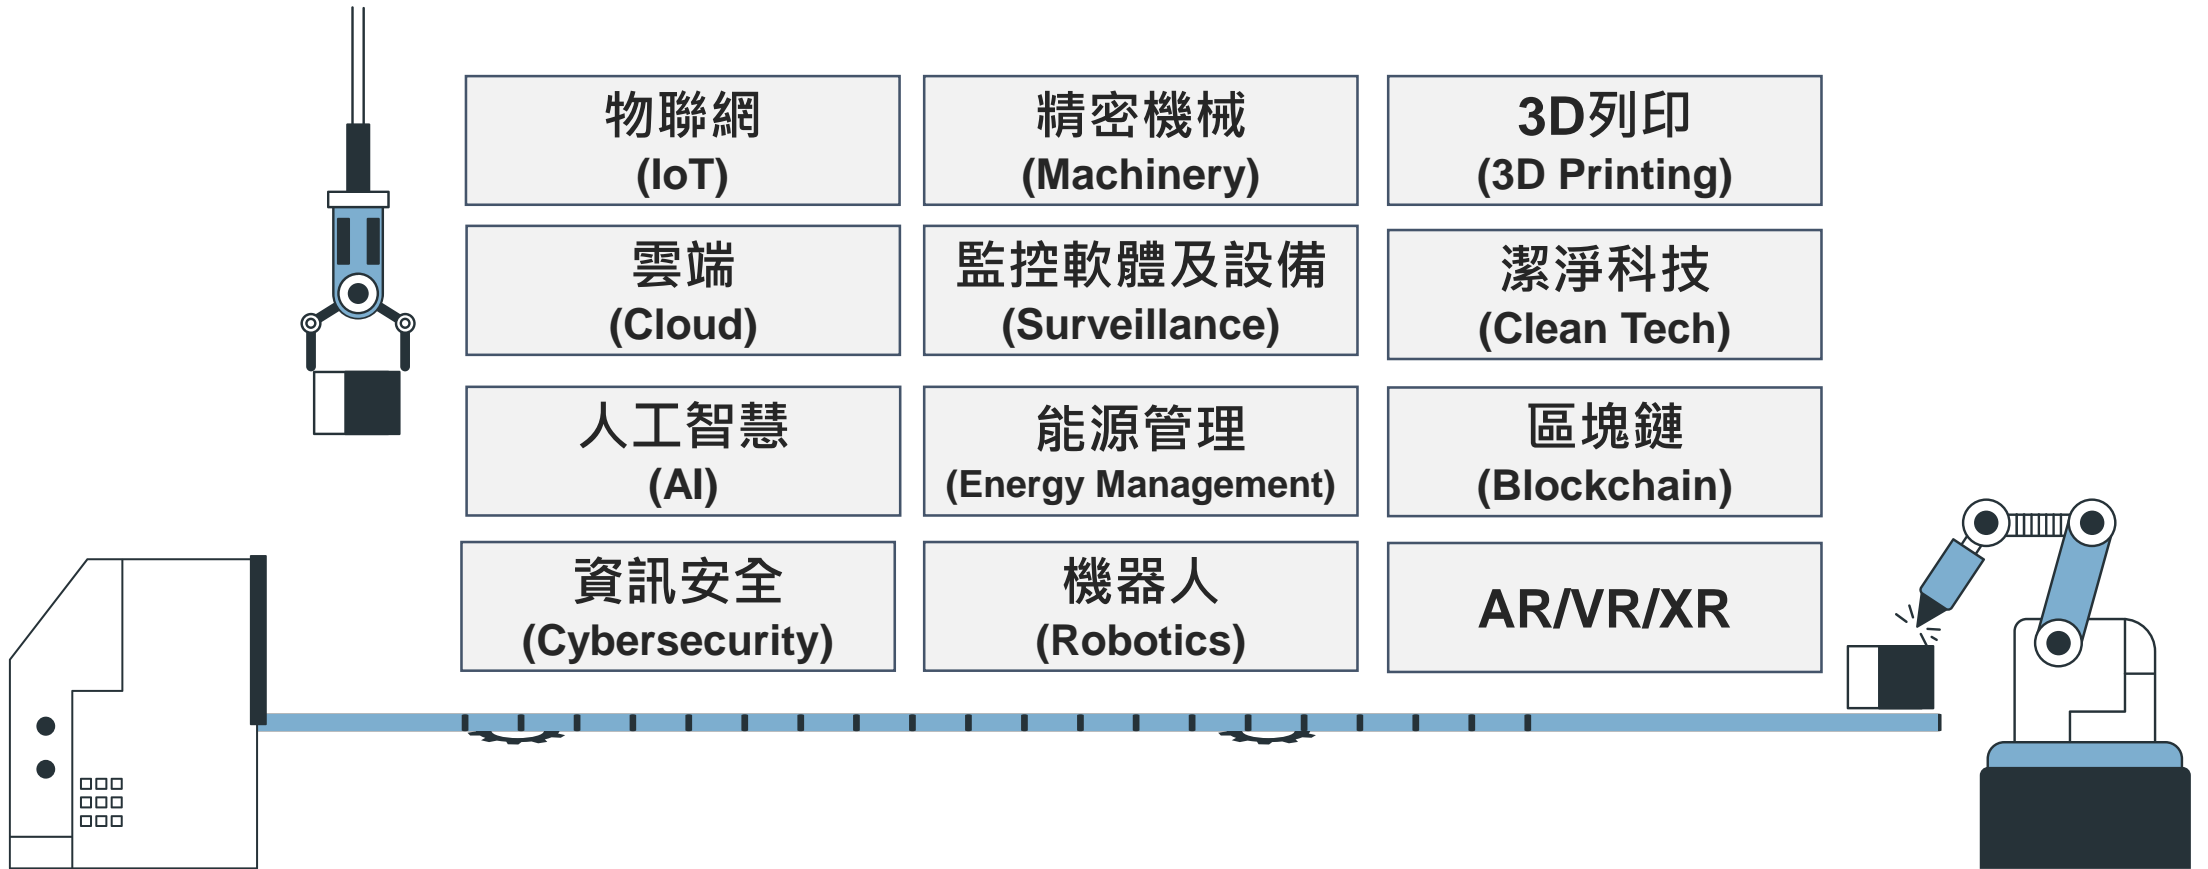 物聯網
(IoT)
精密機械
(Machinery)
3D列印
(3D Printing)
雲端
(Cloud)
監控軟體及設備
(Surveillance)
潔淨科技
(Clean Tech)
人工智慧
(AI)
能源管理
(Energy Management)
區塊鏈
(Blockchain)
資訊安全
(Cybersecurity)
機器人
(Robotics)
AR/VR/XR